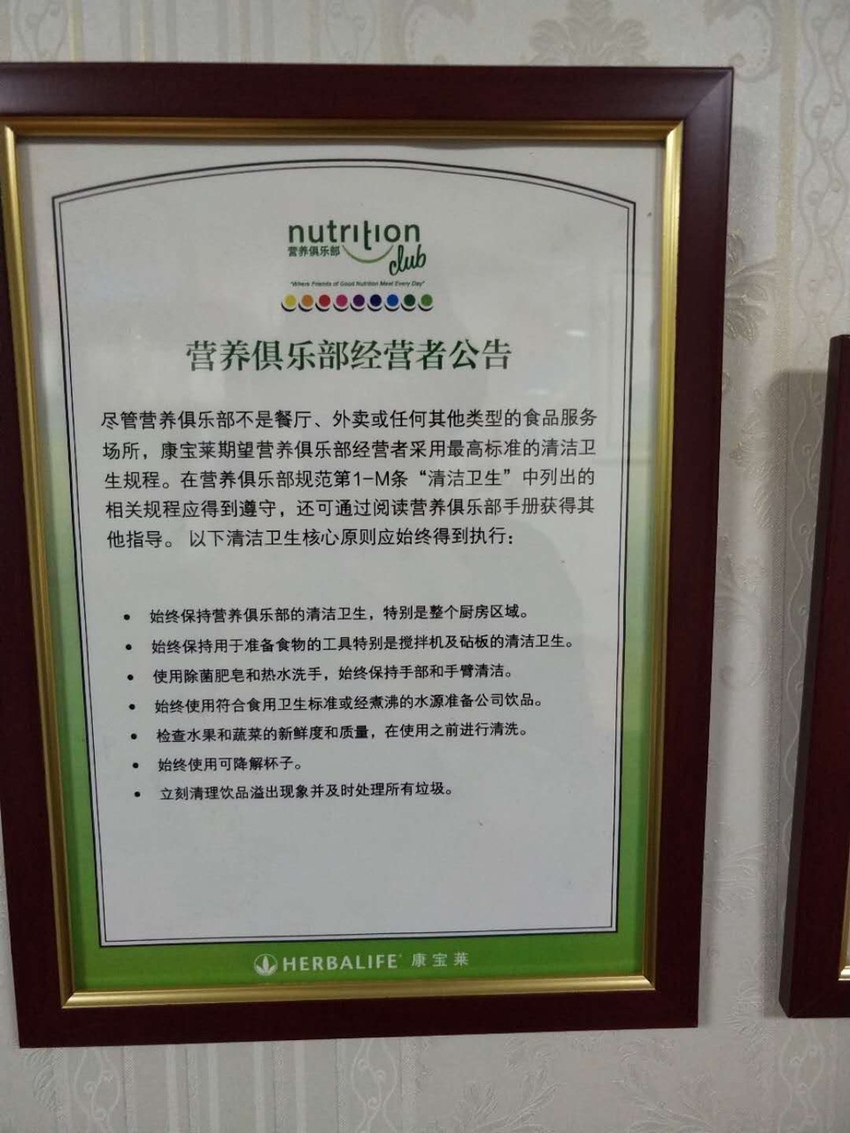 nutrition
营养俱乐部
club
"Where Friends of Good Nutrition Meet Every Day"
营养俱乐部经营者公告
尽管营养俱乐部不是餐厅、外卖或任何其他类型的食品服务
场所，康宝莱期望营养俱乐部经营者采用最高标准的清洁卫
生规程。在营养俱乐部规范第1-M条“清洁卫生”中列出的
相关规程应得到遵守，还可通过阅读营养俱乐部手册获得其
他指导。 以下清洁卫生核心原则应始终得到执行：
• 始终保持营养俱乐部的清洁卫生，特别是整个厨房区域。
• 始终保持用于准备食物的工具特别是搅拌机及砧板的清洁卫生。
• 使用除菌肥皂和热水洗手，始终保持手部和手臂清洁。
• 始终使用符合食用卫生标准或经煮沸的水源准备公司饮品。
• 检查水果和蔬菜的新鲜度和质量，在使用之前进行清洗。
• 始终使用可降解杯子。
• 立刻清理饮品溢出现象并及时处理所有垃圾。
HERBALIFE 康宝莱